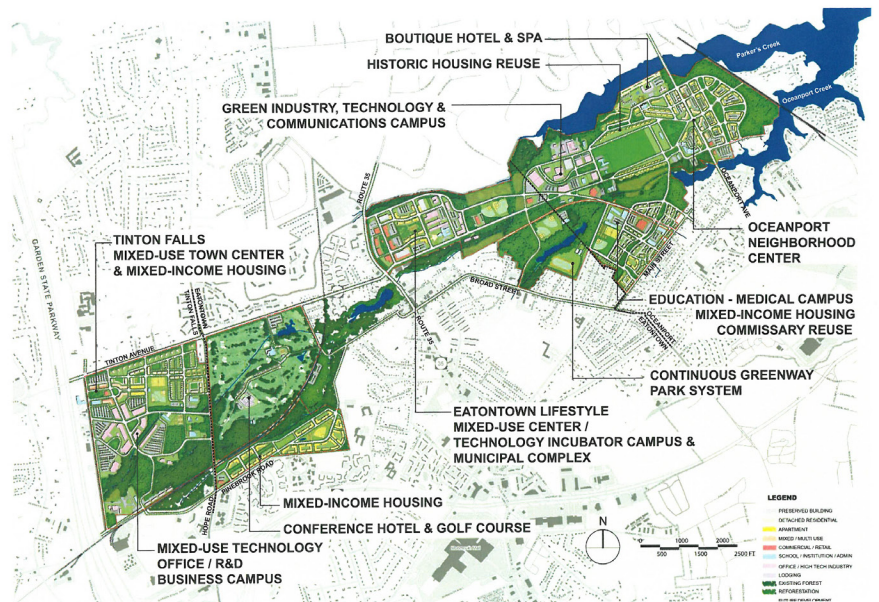 BOUTIQUE HOTEL & SPA
HISTORIC HOUSING REUSE
GREEN INDUSTRY, TECHNOLOGY &
COMMUNICATIONS CAMPUS
Parker's Creek
Oceanport Creek
ROUTE 35
OCEANPORT AVE
TINTON FALLS
MIXED-USE TOWN CENTER
& MIXED-INCOME HOUSING
OCEANPORT
NEIGHBORHOOD
CENTER
GARDEN STATE PARKWAY
MAIN STREET
BROAD STREET
EATONTOWN
TINTON FALLS
EDUCATION - MEDICAL CAMPUS
MIXED-INCOME HOUSING
COMMISSARY REUSE
OCEANPORT
EATONTOWN
ROUTE 35
TINTON AVENUE
CONTINUOUS GREENWAY
PARK SYSTEM
EATONTOWN LIFESTYLE
MIXED-USE CENTER /
TECHNOLOGY INCUBATOR CAMPUS &
MUNICIPAL COMPLEX
PINEBROOK ROAD
HOPE ROAD
MIXED-INCOME HOUSING
CONFERENCE HOTEL & GOLF COURSE
MIXED-USE TECHNOLOGY
OFFICE / R&D
BUSINESS CAMPUS
N
0 1000 2000
500 1500 2500 FT
LEGEND
PRESERVED BUILDING
DETACHED RESIDENTIAL
APARTMENT
MIXED / MULTI USE
COMMERCIAL / RETAIL
SCHOOL / INSTITUTION / ADMIN
OFFICE / HIGH TECH INDUSTRY
LODGING
EXISTING FOREST
REFORESTATION
FUTURE DEVELOPMENT